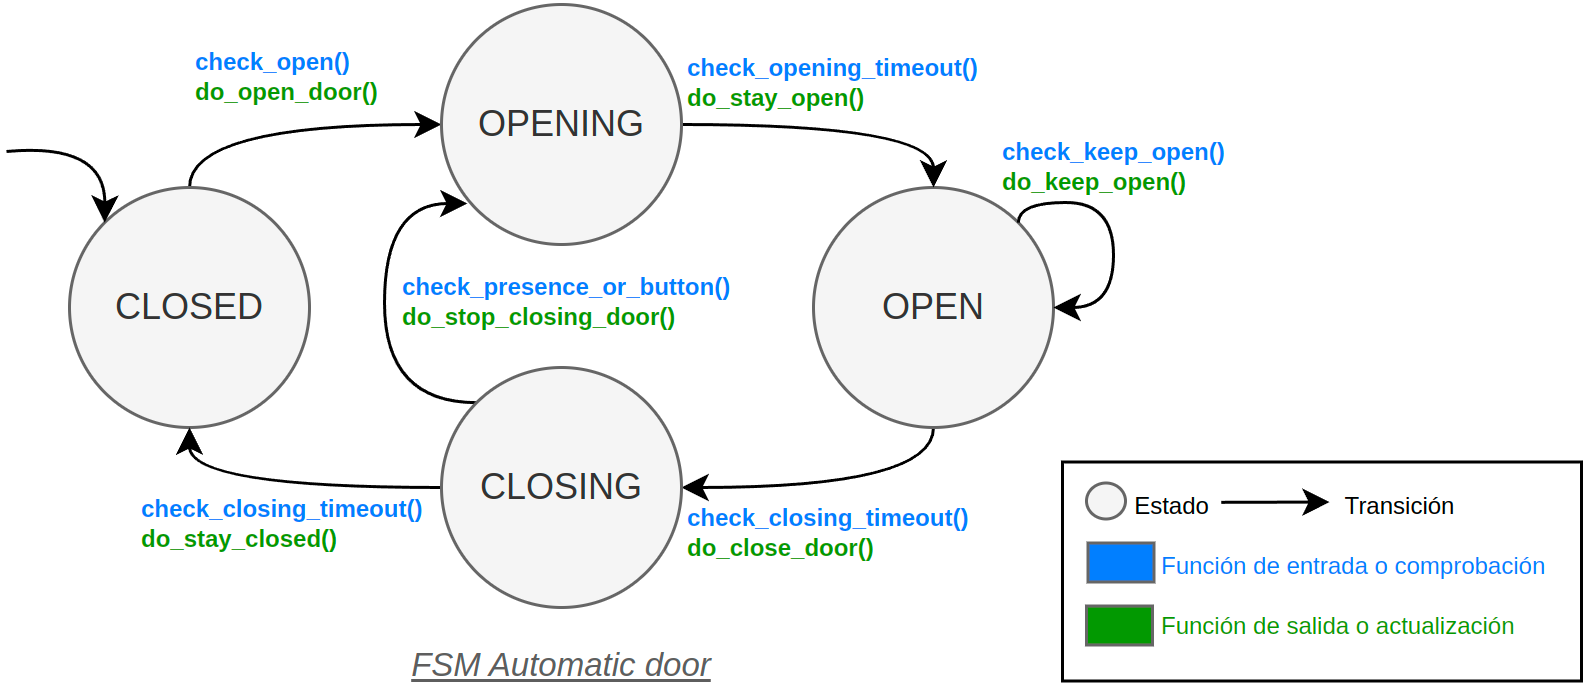 check_open()
do_open_door()
OPENING
check_opening_timeout()
do_stay_open()
check_keep_open()
do_keep_open()
CLOSED
check_presence_or_button()
do_stop_closing_door()
OPEN
CLOSING
check_closing_timeout()
do_stay_closed()
check_closing_timeout()
do_close_door()
Estado
Transición
Función de entrada o comprobación
Función de salida o actualización
FSM Automatic door